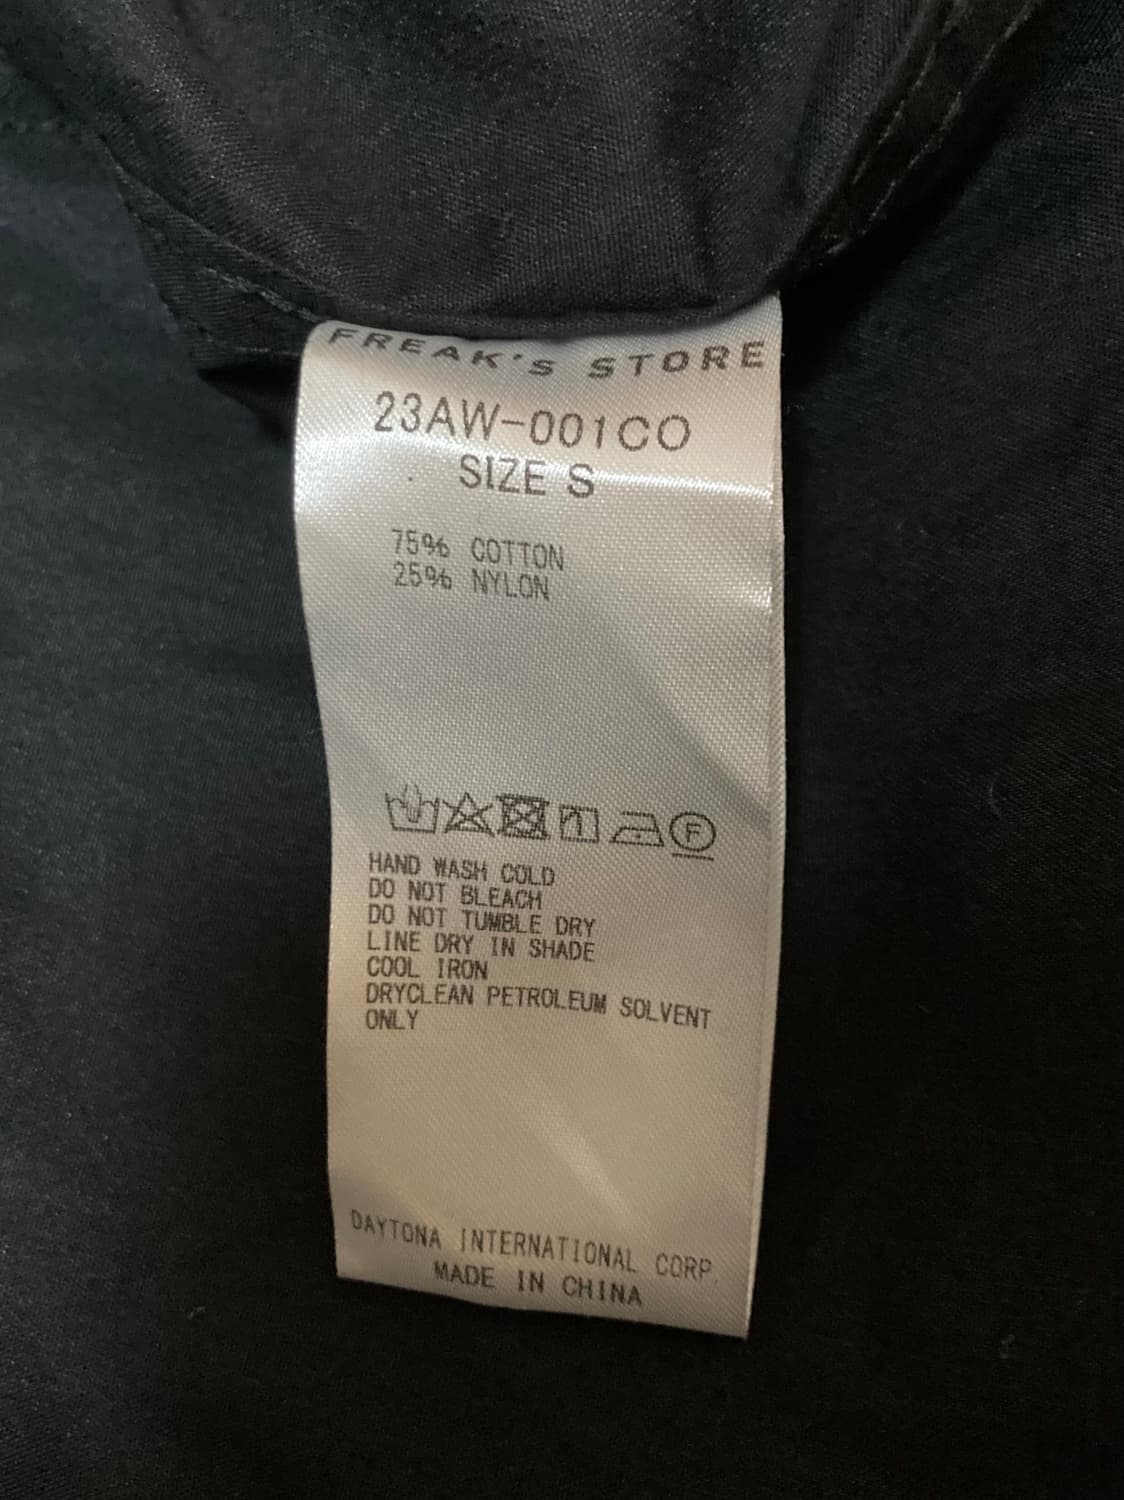 FREAK'S STORE
23AW-001CO
SIZE S
75% COTTON
25% NYLON
F
HAND WASH COLD
DO NOT BLEACH
DO NOT TUMBLE DRY
LINE DRY IN SHADE
COOL IRON
DRYCLEAN PETROLEUM SOLVENT
ONLY
DAYTONA INTERNATIONAL CORP.
MADE IN CHINA